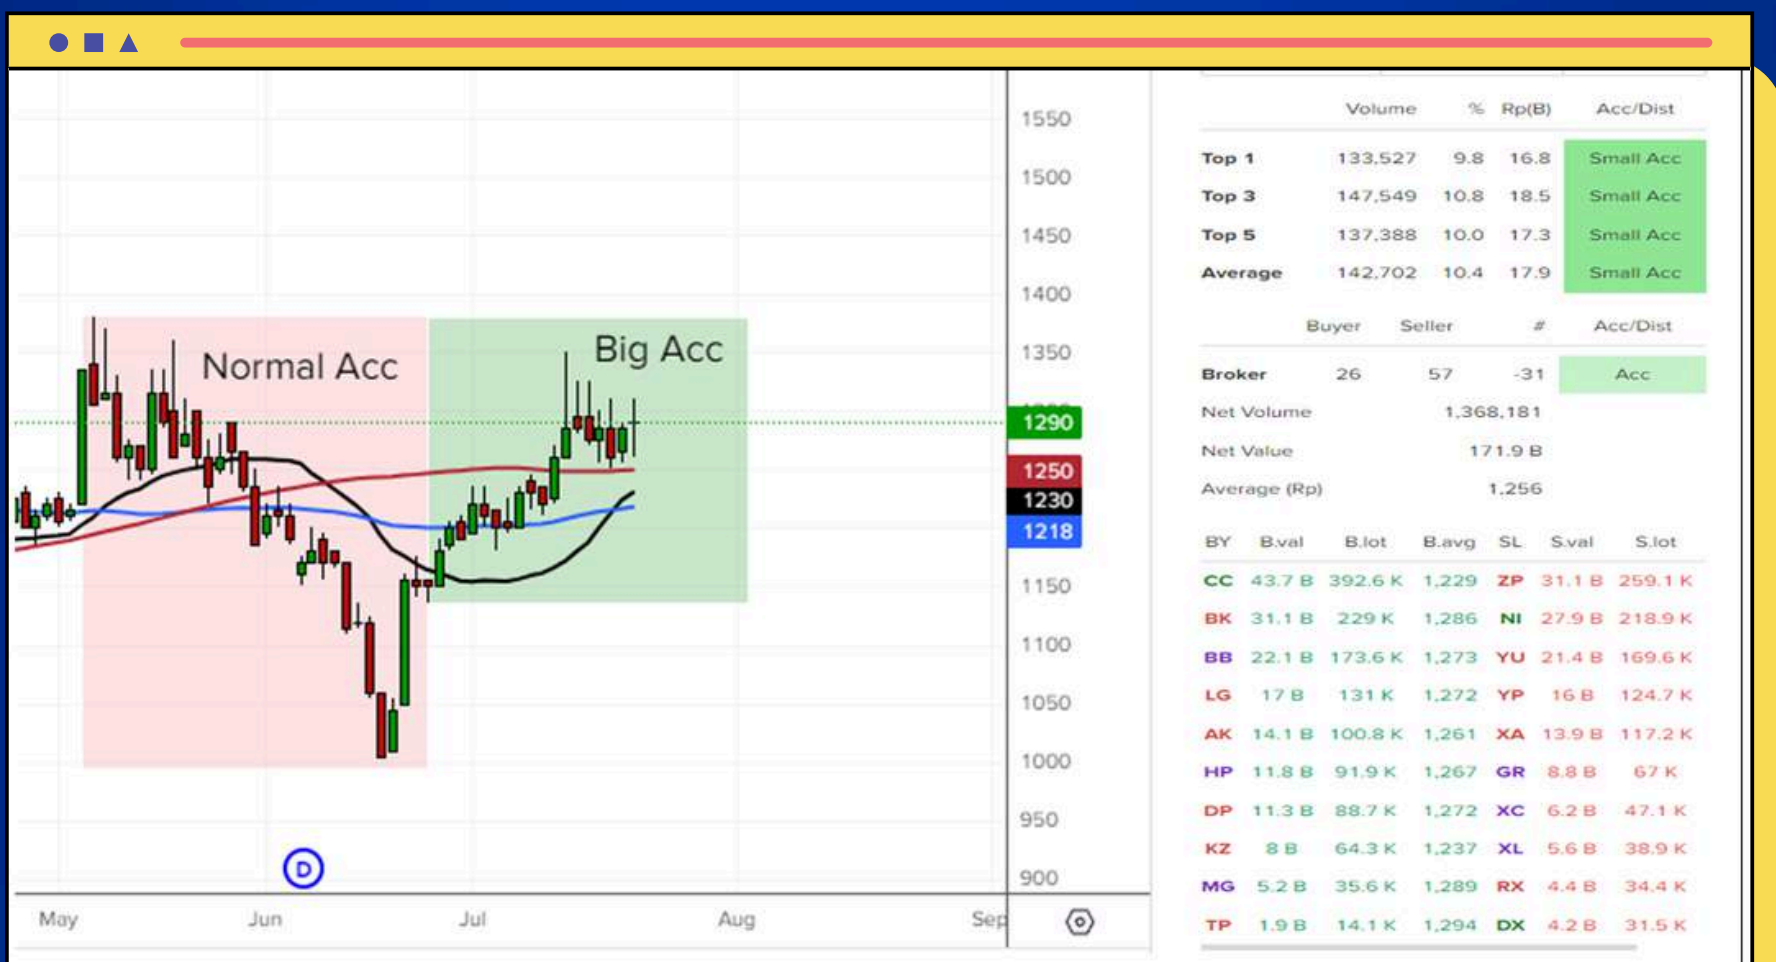 Normal Acc
Big Acc
1550
1500
1450
1400
1350
1290
1250
1230
1218
1150
1100
1050
1000
950
900
D
May Jun Jul Aug Sep
Volume % Rp(B) Acc/Dist
Top 1 133,527 9.8 16.8 Small Acc
Top 3 147,549 10.8 18.5 Small Acc
Top 5 137,388 10.0 17.3 Small Acc
Average 142,702 10.4 17.9 Small Acc
Buyer Seller # Acc/Dist
Broker 26 57 -31 Acc
Net Volume 1,368,181
Net Value 171.9 B
Average (Rp) 1,256
BY B.val B.lot B.avg SL S.val S.lot
CC 43.7 B 392.6 K 1,229 ZP 31.1 B 259.1 K
BK 31.1 B 229 K 1,286 NI 27.9 B 218.9 K
BB 22.1 B 173.6 K 1,273 YU 21.4 B 169.6 K
LG 17 B 131 K 1,272 YP 16 B 124.7 K
AK 14.1 B 100.8 K 1,261 XA 13.9 B 117.2 K
HP 11.8 B 91.9 K 1,267 GR 8.8 B 67 K
DP 11.3 B 88.7 K 1,272 XC 6.2 B 47.1 K
KZ 8 B 64.3 K 1,237 XL 5.6 B 38.9 K
MG 5.2 B 35.6 K 1,289 RX 4.4 B 34.4 K
TP 1.9 B 14.1 K 1,294 DX 4.2 B 31.5 K